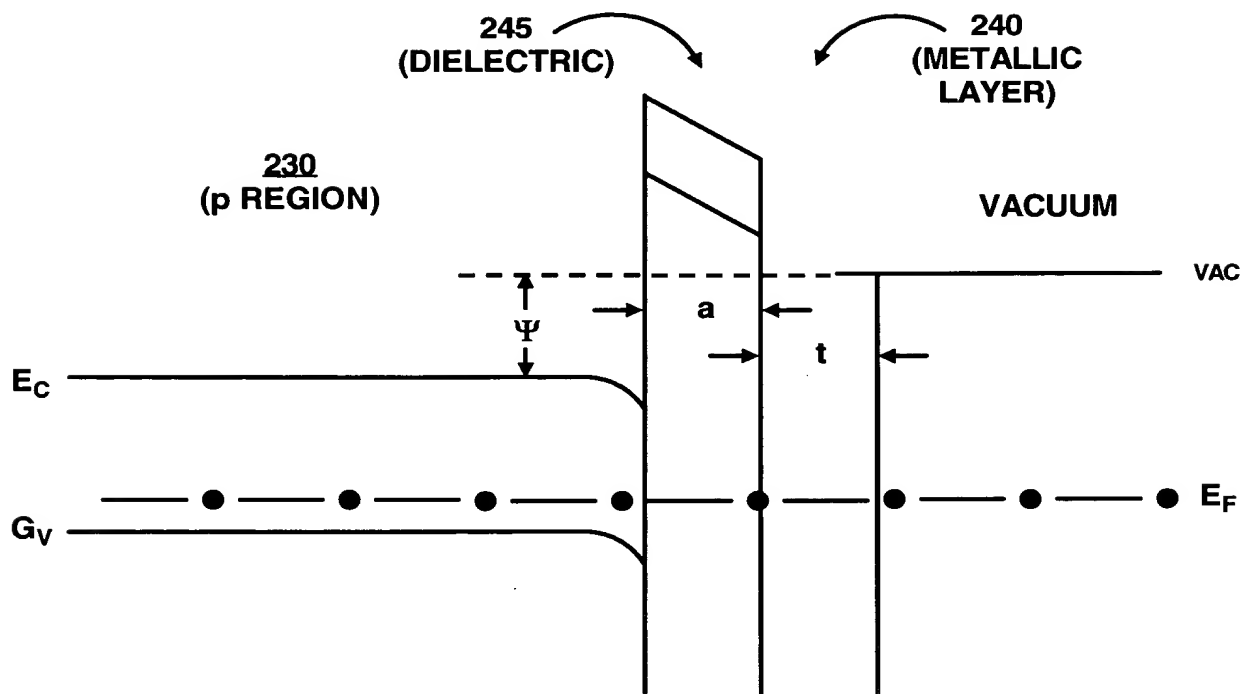 245
(DIELECTRIC)
240
(METALLIC
LAYER)
230
(p REGION)
VACUUM
VAC
a
Ψ
t
E_C
E_F
G_V